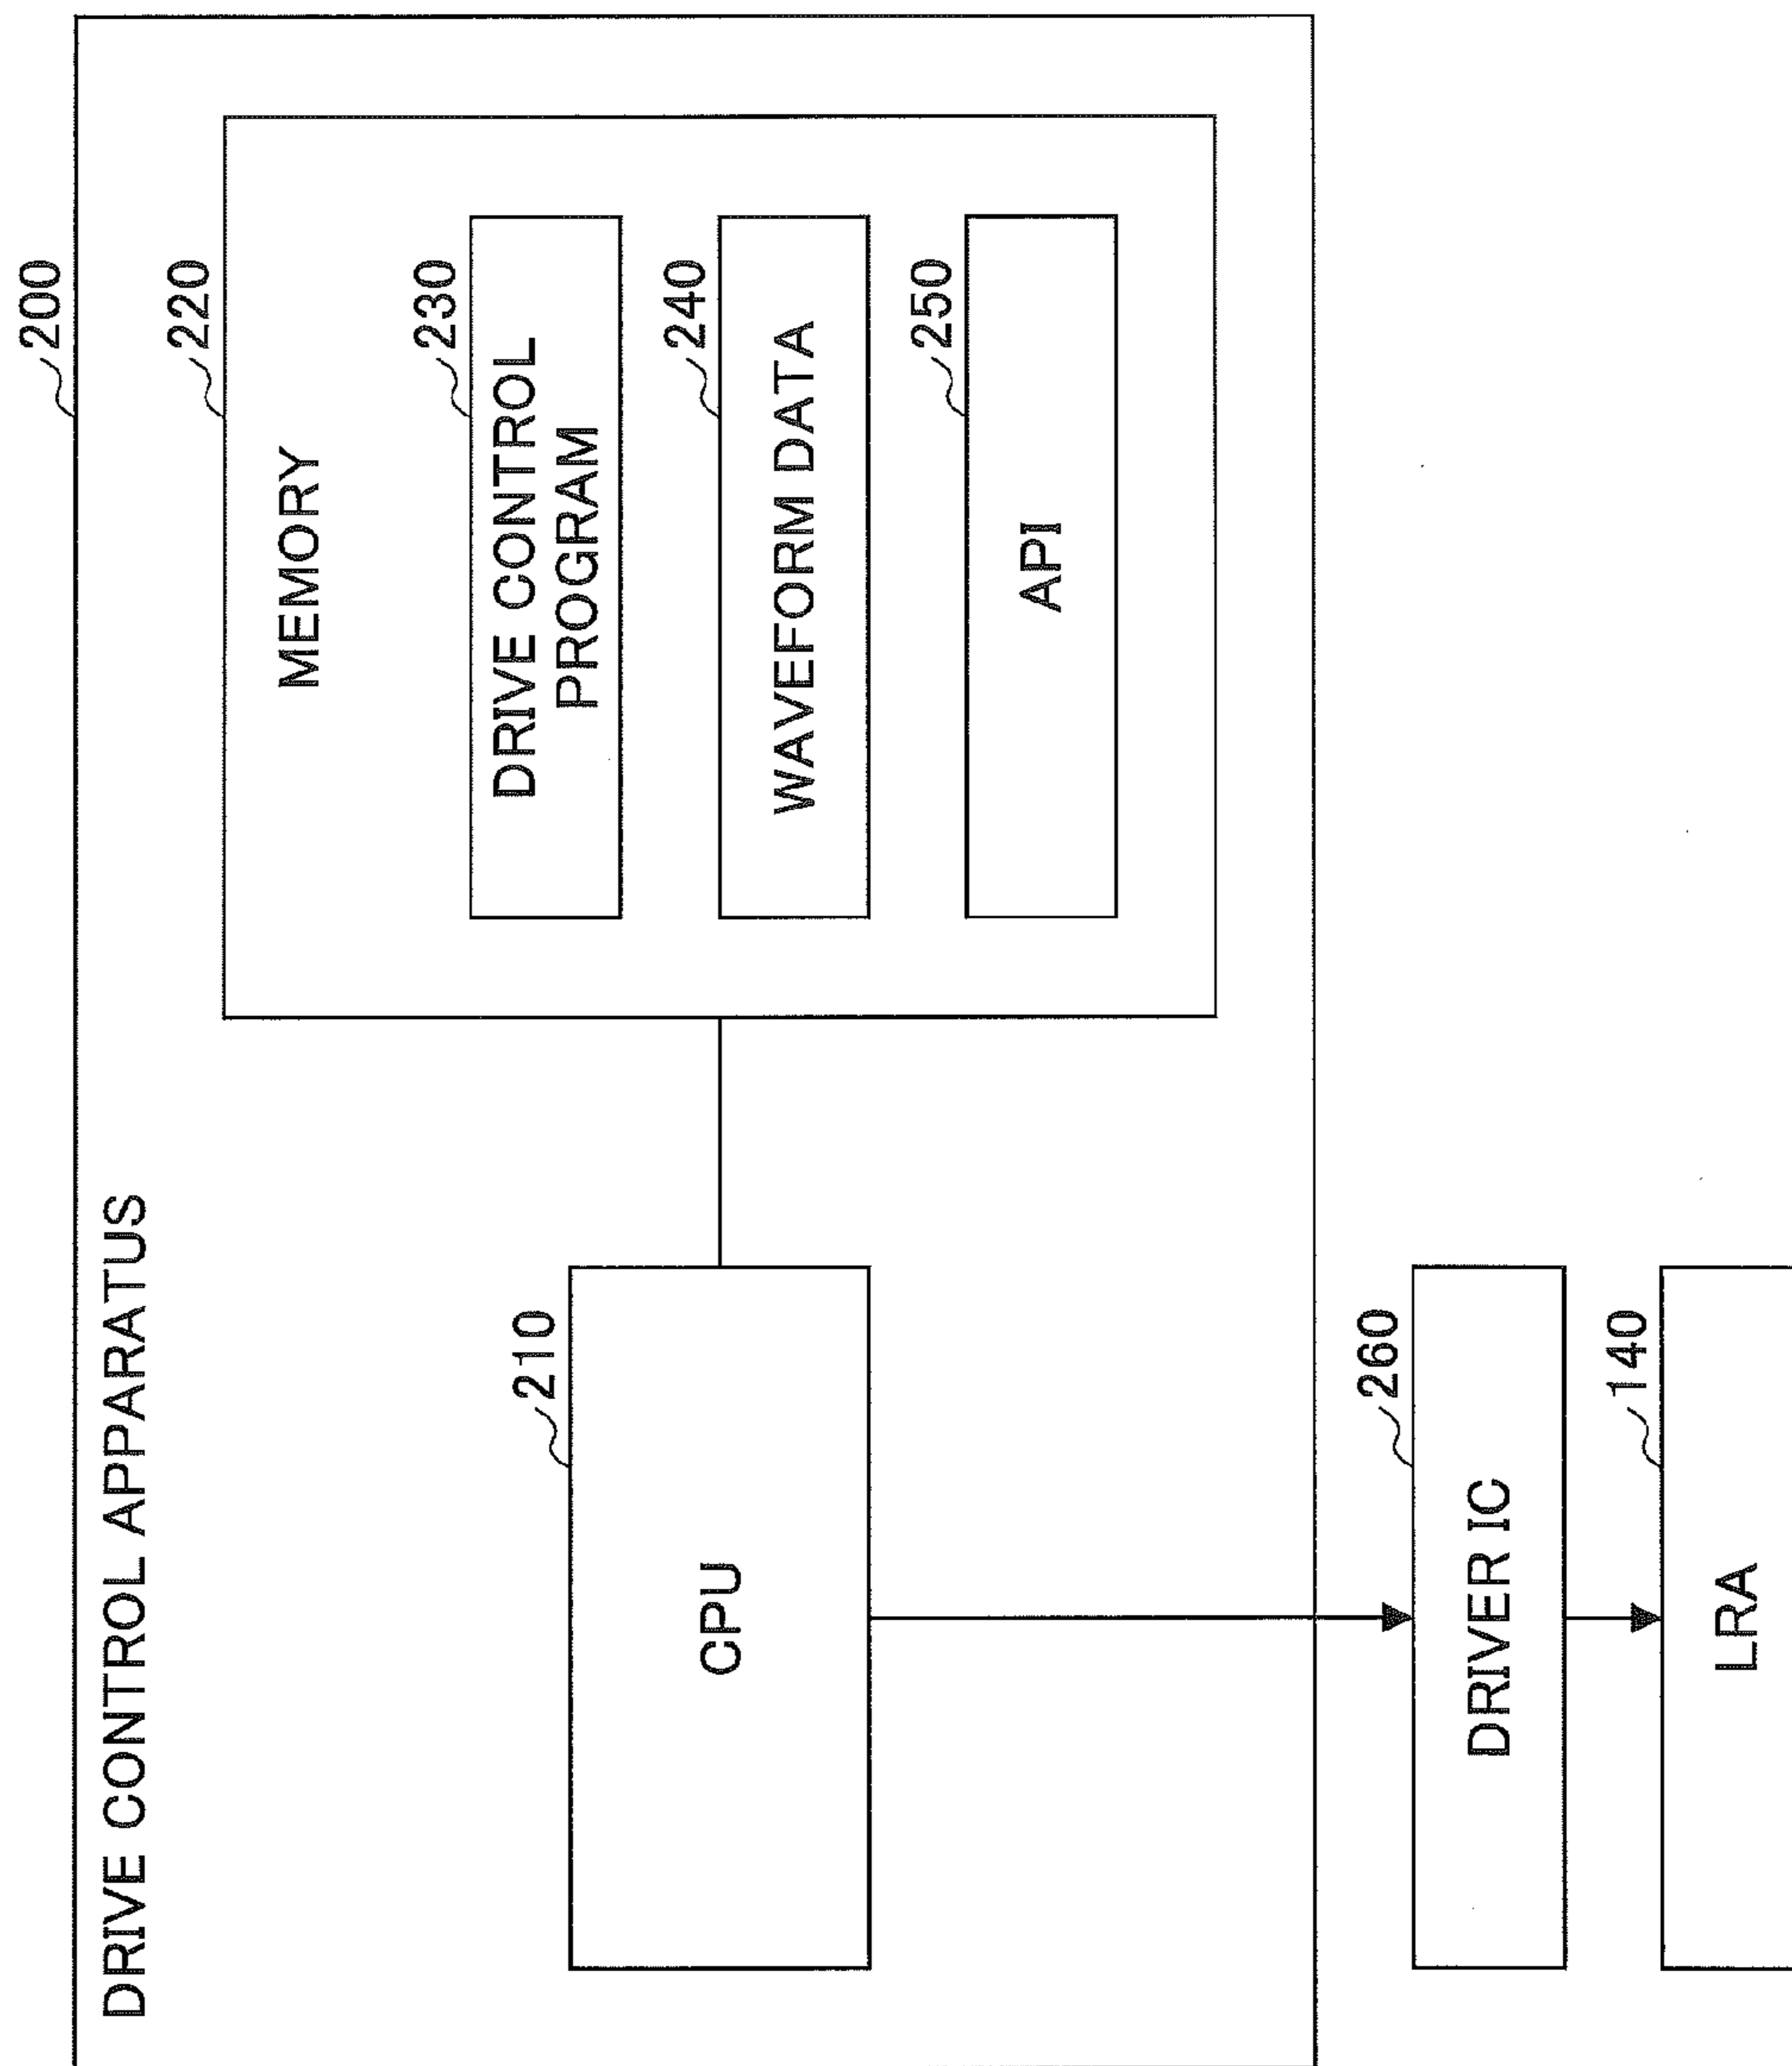 200
DRIVE CONTROL APPARATUS
220
MEMORY
210
CPU
230
DRIVE CONTROL
PROGRAM
240
WAVEFORM DATA
250
API
260
DRIVER IC
140
LRA